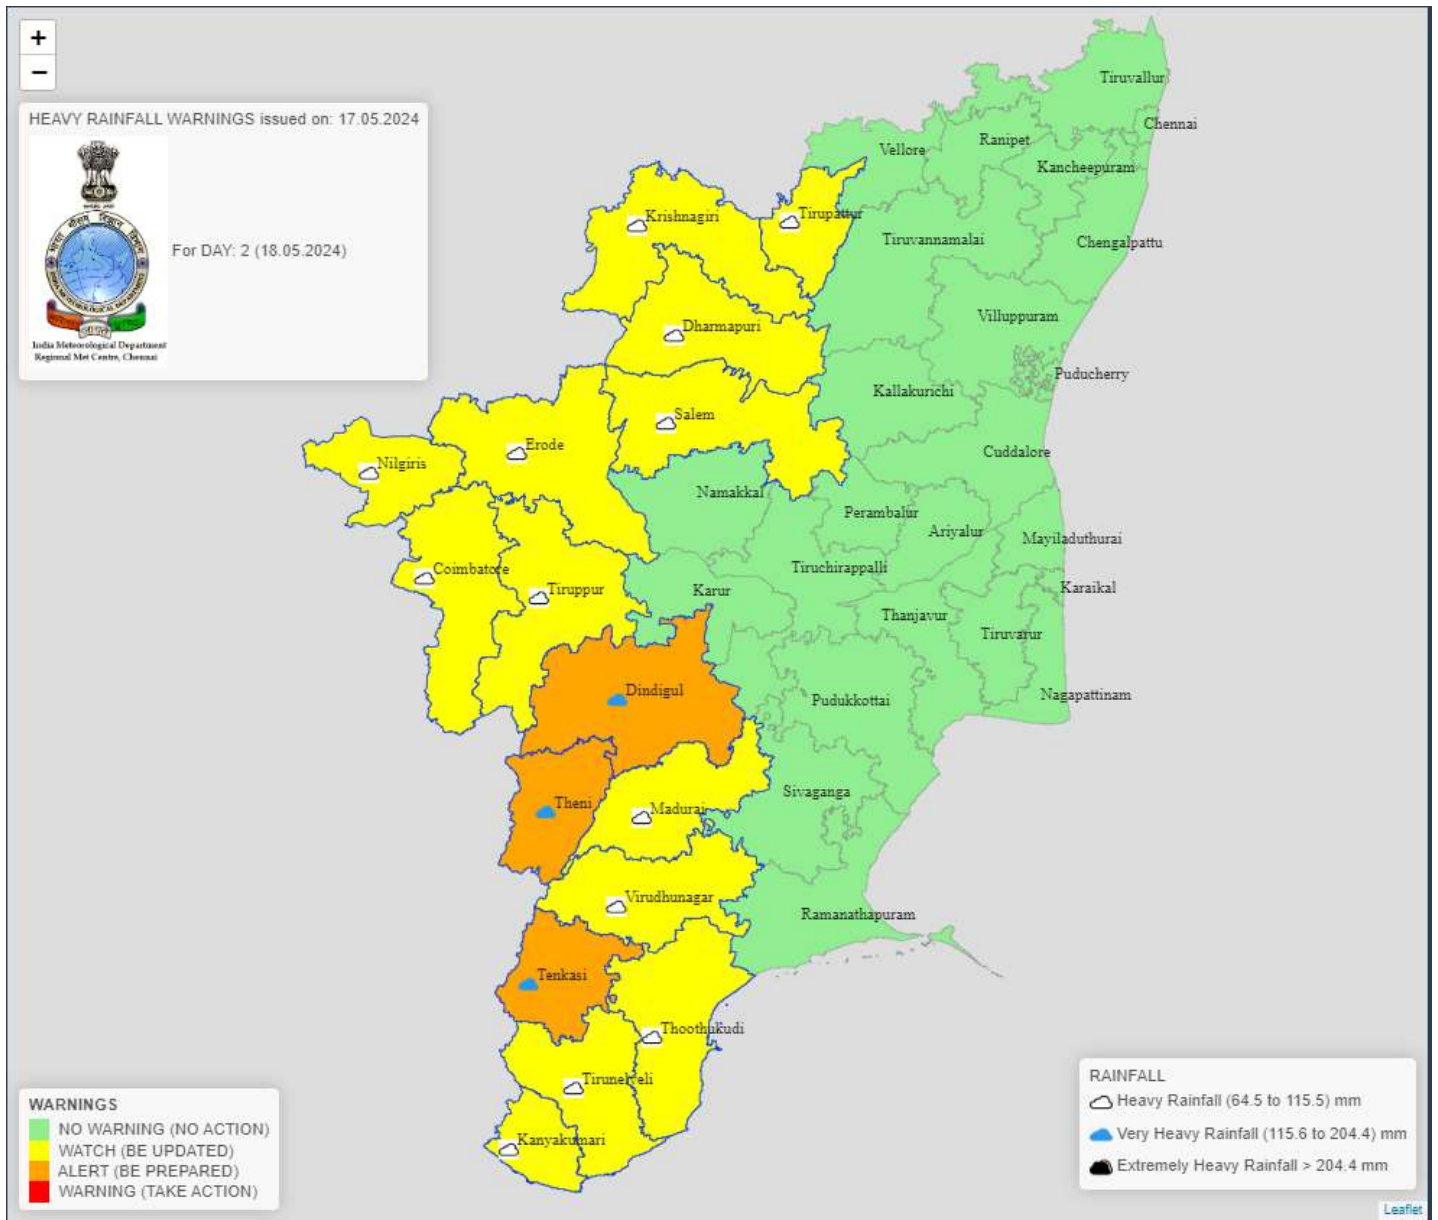 +
−
HEAVY RAINFALL WARNINGS issued on: 17.05.2024
India Meteorological Department
Regional Met Centre, Chennai
For DAY: 2 (18.05.2024)
Tiruvallur
Chennai
Ranipet
Vellore
Kancheepuram
Krishnagiri
Tirupattur
Tiruvannamalai
Chengalpattu
Villuppuram
Dharmapuri
Puducherry
Kallakurichi
Salem
Erode
Cuddalore
Nilgiris
Namakkal
Perambalur
Ariyalur
Mayiladuthurai
Coimbatore
Tiruchirappalli
Tiruppur
Karur
Karaikal
Thanjavur
Tiruvarur
Dindigul
Pudukkottai
Nagapattinam
Sivaganga
Theni
Madurai
Virudhunagar
Ramanathapuram
Tenkasi
Thoothukudi
Tirunelveli
Kanyakumari
WARNINGS
NO WARNING (NO ACTION)
WATCH (BE UPDATED)
ALERT (BE PREPARED)
WARNING (TAKE ACTION)
RAINFALL
Heavy Rainfall (64.5 to 115.5) mm
Very Heavy Rainfall (115.6 to 204.4) mm
Extremely Heavy Rainfall > 204.4 mm
Leaflet